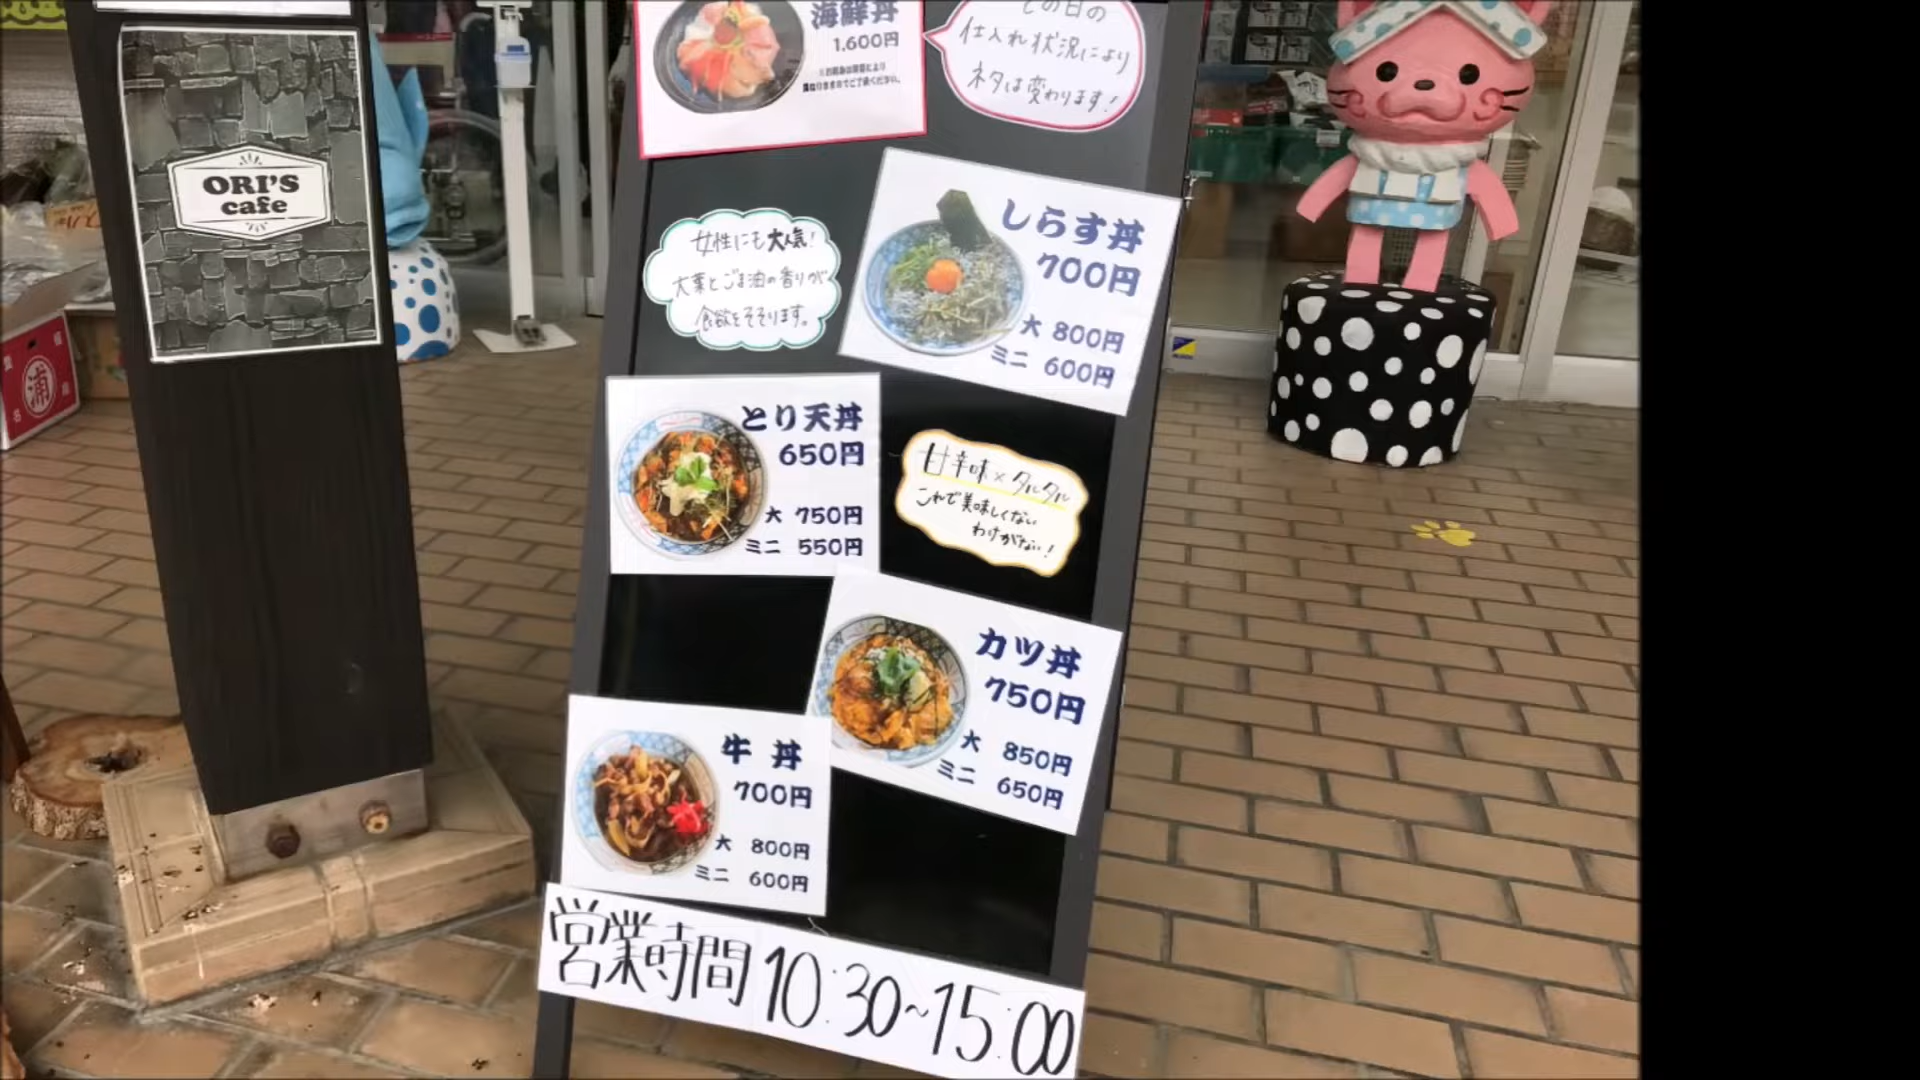 海鮮丼
1,600円
その日の
仕入れ状況により
ネタは変わります!
ORI'S
cafe
女性にも大人気!
大葉とごま油の香りが
食欲をそそります。
しらす丼
700円
大 800円
ミニ 600円
とり天丼
650円
大 750円
ミニ 550円
甘辛味×タルタル
これで美味しくない
わけがない!
カツ丼
750円
大 850円
ミニ 650円
牛丼
700円
大 800円
ミニ 600円
営業時間 10:30~15:00
浦